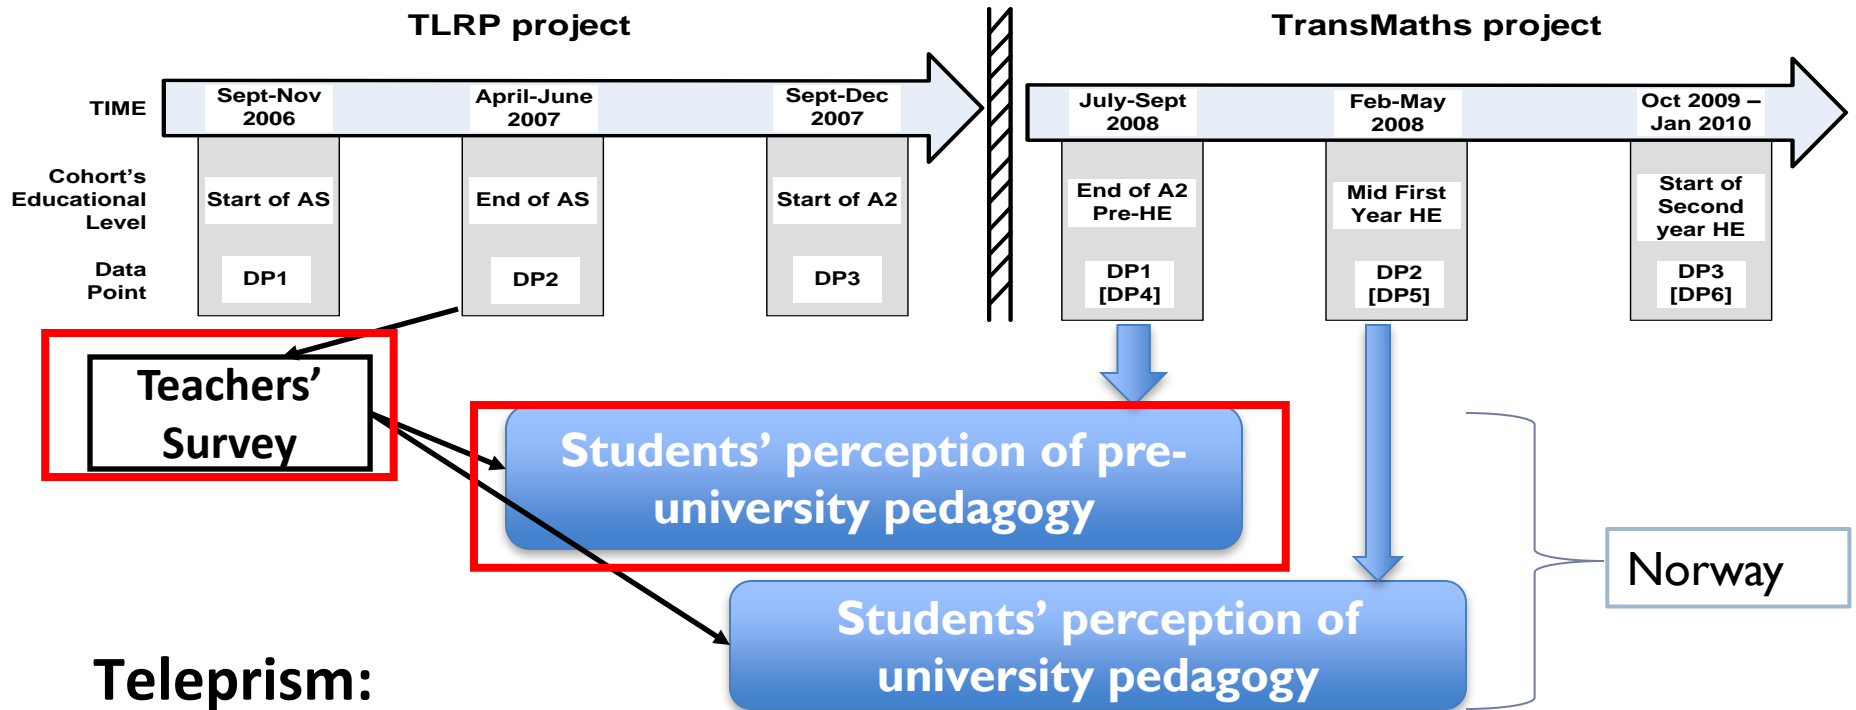 TLRP project
TransMaths project
TIME
Sept-Nov
2006
April-June
2007
Sept-Dec
2007
July-Sept
2008
Feb-May
2008
Oct 2009 –
Jan 2010
Cohort's
Educational
Level
Start of AS
End of AS
Start of A2
End of A2
Pre-HE
Mid First
Year HE
Start of
Second
year HE
Data
Point
DP1
DP2
DP3
DP1
[DP4]
DP2
[DP5]
DP3
[DP6]
Teachers’
Survey
Students’ perception of pre-
university pedagogy
Students’ perception of
university pedagogy
Norway
Teleprism: